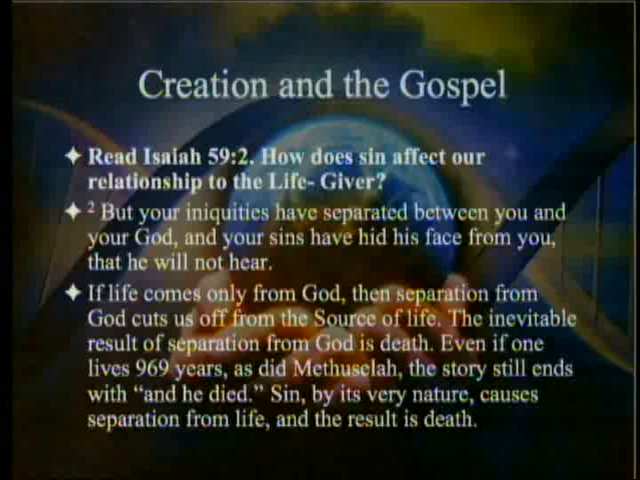 Creation and the Gospel
Read Isaiah 59:2. How does sin affect our
relationship to the Life- Giver?
2 But your iniquities have separated between you and
your God, and your sins have hid his face from you,
that he will not hear.
If life comes only from God, then separation from
God cuts us off from the Source of life. The inevitable
result of separation from God is death. Even if one
lives 969 years, as did Methuselah, the story still ends
with “and he died.” Sin, by its very nature, causes
separation from life, and the result is death.